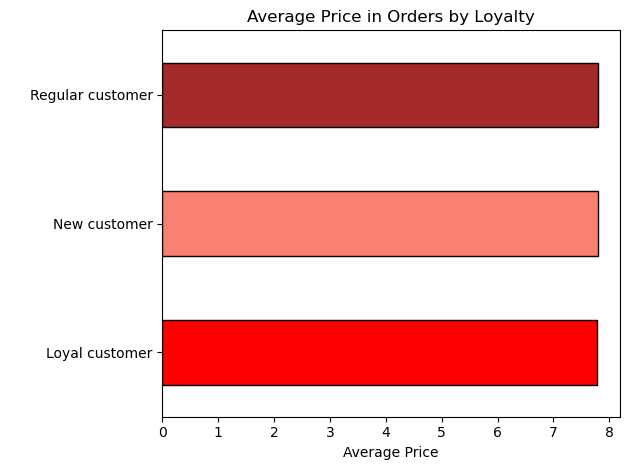 Average Price in Orders by Loyalty
Regular customer
New customer
Loyal customer
0 1 2 3 4 5 6 7 8
Average Price